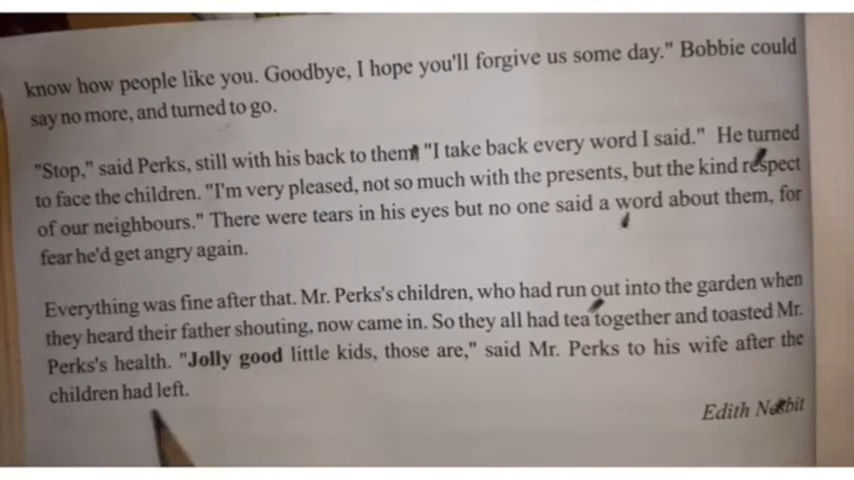 know how people like you. Goodbye, I hope you'll forgive us some day." Bobbie could
say no more, and turned to go.
"Stop," said Perks, still with his back to them, "I take back every word I said." He turned
to face the children. "I'm very pleased, not so much with the presents, but the kind respect
of our neighbours." There were tears in his eyes but no one said a word about them, for
fear he'd get angry again.
Everything was fine after that. Mr. Perks's children, who had run out into the garden when
they heard their father shouting, now came in. So they all had tea together and toasted Mr.
Perks's health. "Jolly good little kids, those are," said Mr. Perks to his wife after the
children had left.
Edith Nesbit